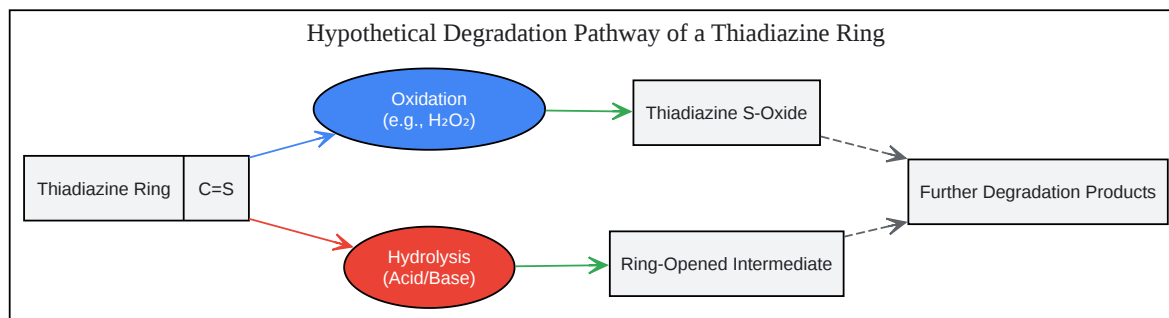 Hypothetical Degradation Pathway of a Thiadiazine Ring
Oxidation
(e.g., H₂O₂)
Thiadiazine S-Oxide
Thiadiazine Ring
C=S
Further Degradation Products
Hydrolysis
(Acid/Base)
Ring-Opened Intermediate